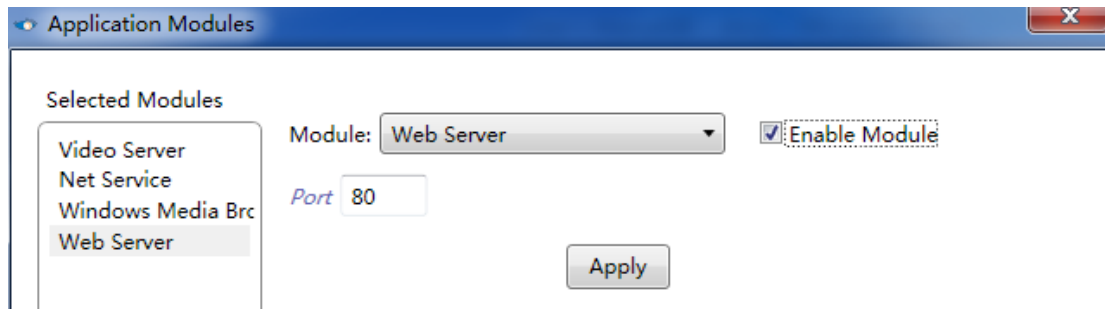 Application Modules
Selected Modules
Module: Web Server
Enable Module
Video Server
Net Service
Windows Media Brc
Web Server
Port 80
Apply